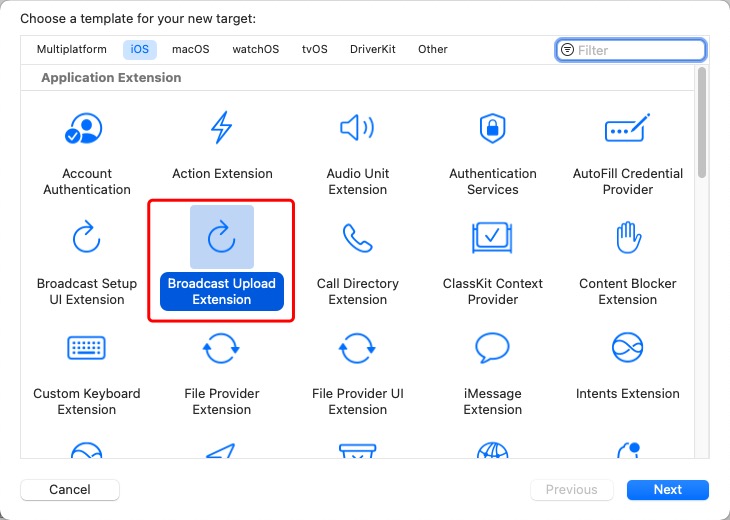 Choose a template for your new target:
Multiplatform iOS macOS watchOS tvOS DriverKit Other Filter
Application Extension
Account Authentication
Action Extension
Audio Unit Extension
Authentication Services
AutoFill Credential Provider
Broadcast Setup UI Extension
Broadcast Upload Extension
Call Directory Extension
ClassKit Context Provider
Content Blocker Extension
Custom Keyboard Extension
File Provider Extension
File Provider UI Extension
iMessage Extension
Intents Extension
Cancel Previous Next